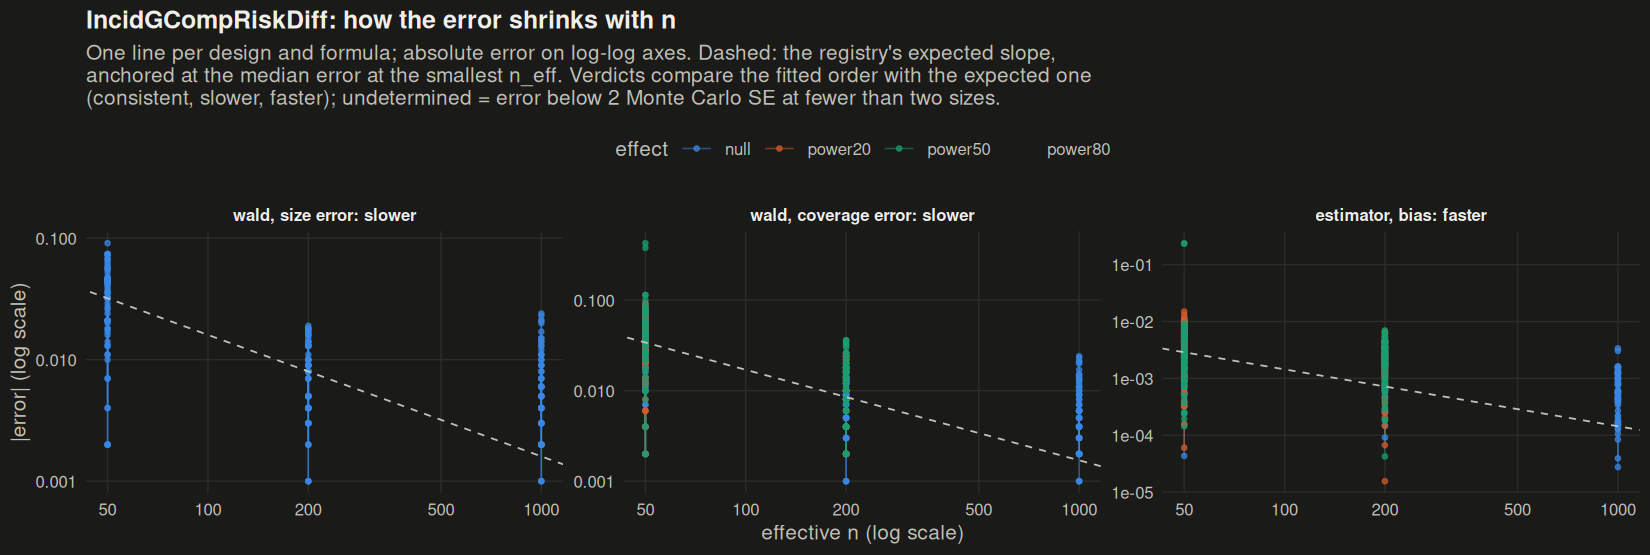 IncidGCompRiskDiff: how the error shrinks with n
One line per design and formula; absolute error on log-log axes. Dashed: the registry's expected slope,
anchored at the median error at the smallest n_eff. Verdicts compare the fitted order with the expected one
(consistent, slower, faster); undetermined = error below 2 Monte Carlo SE at fewer than two sizes.
effect null power20 power50 power80
wald, size error: slower
wald, coverage error: slower
estimator, bias: faster
|error| (log scale)
0.100
0.010
0.001
50 100 200 500 1000
0.100
0.010
0.001
50 100 200 500 1000
1e-01
1e-02
1e-03
1e-04
1e-05
50 100 200 500 1000
effective n (log scale)